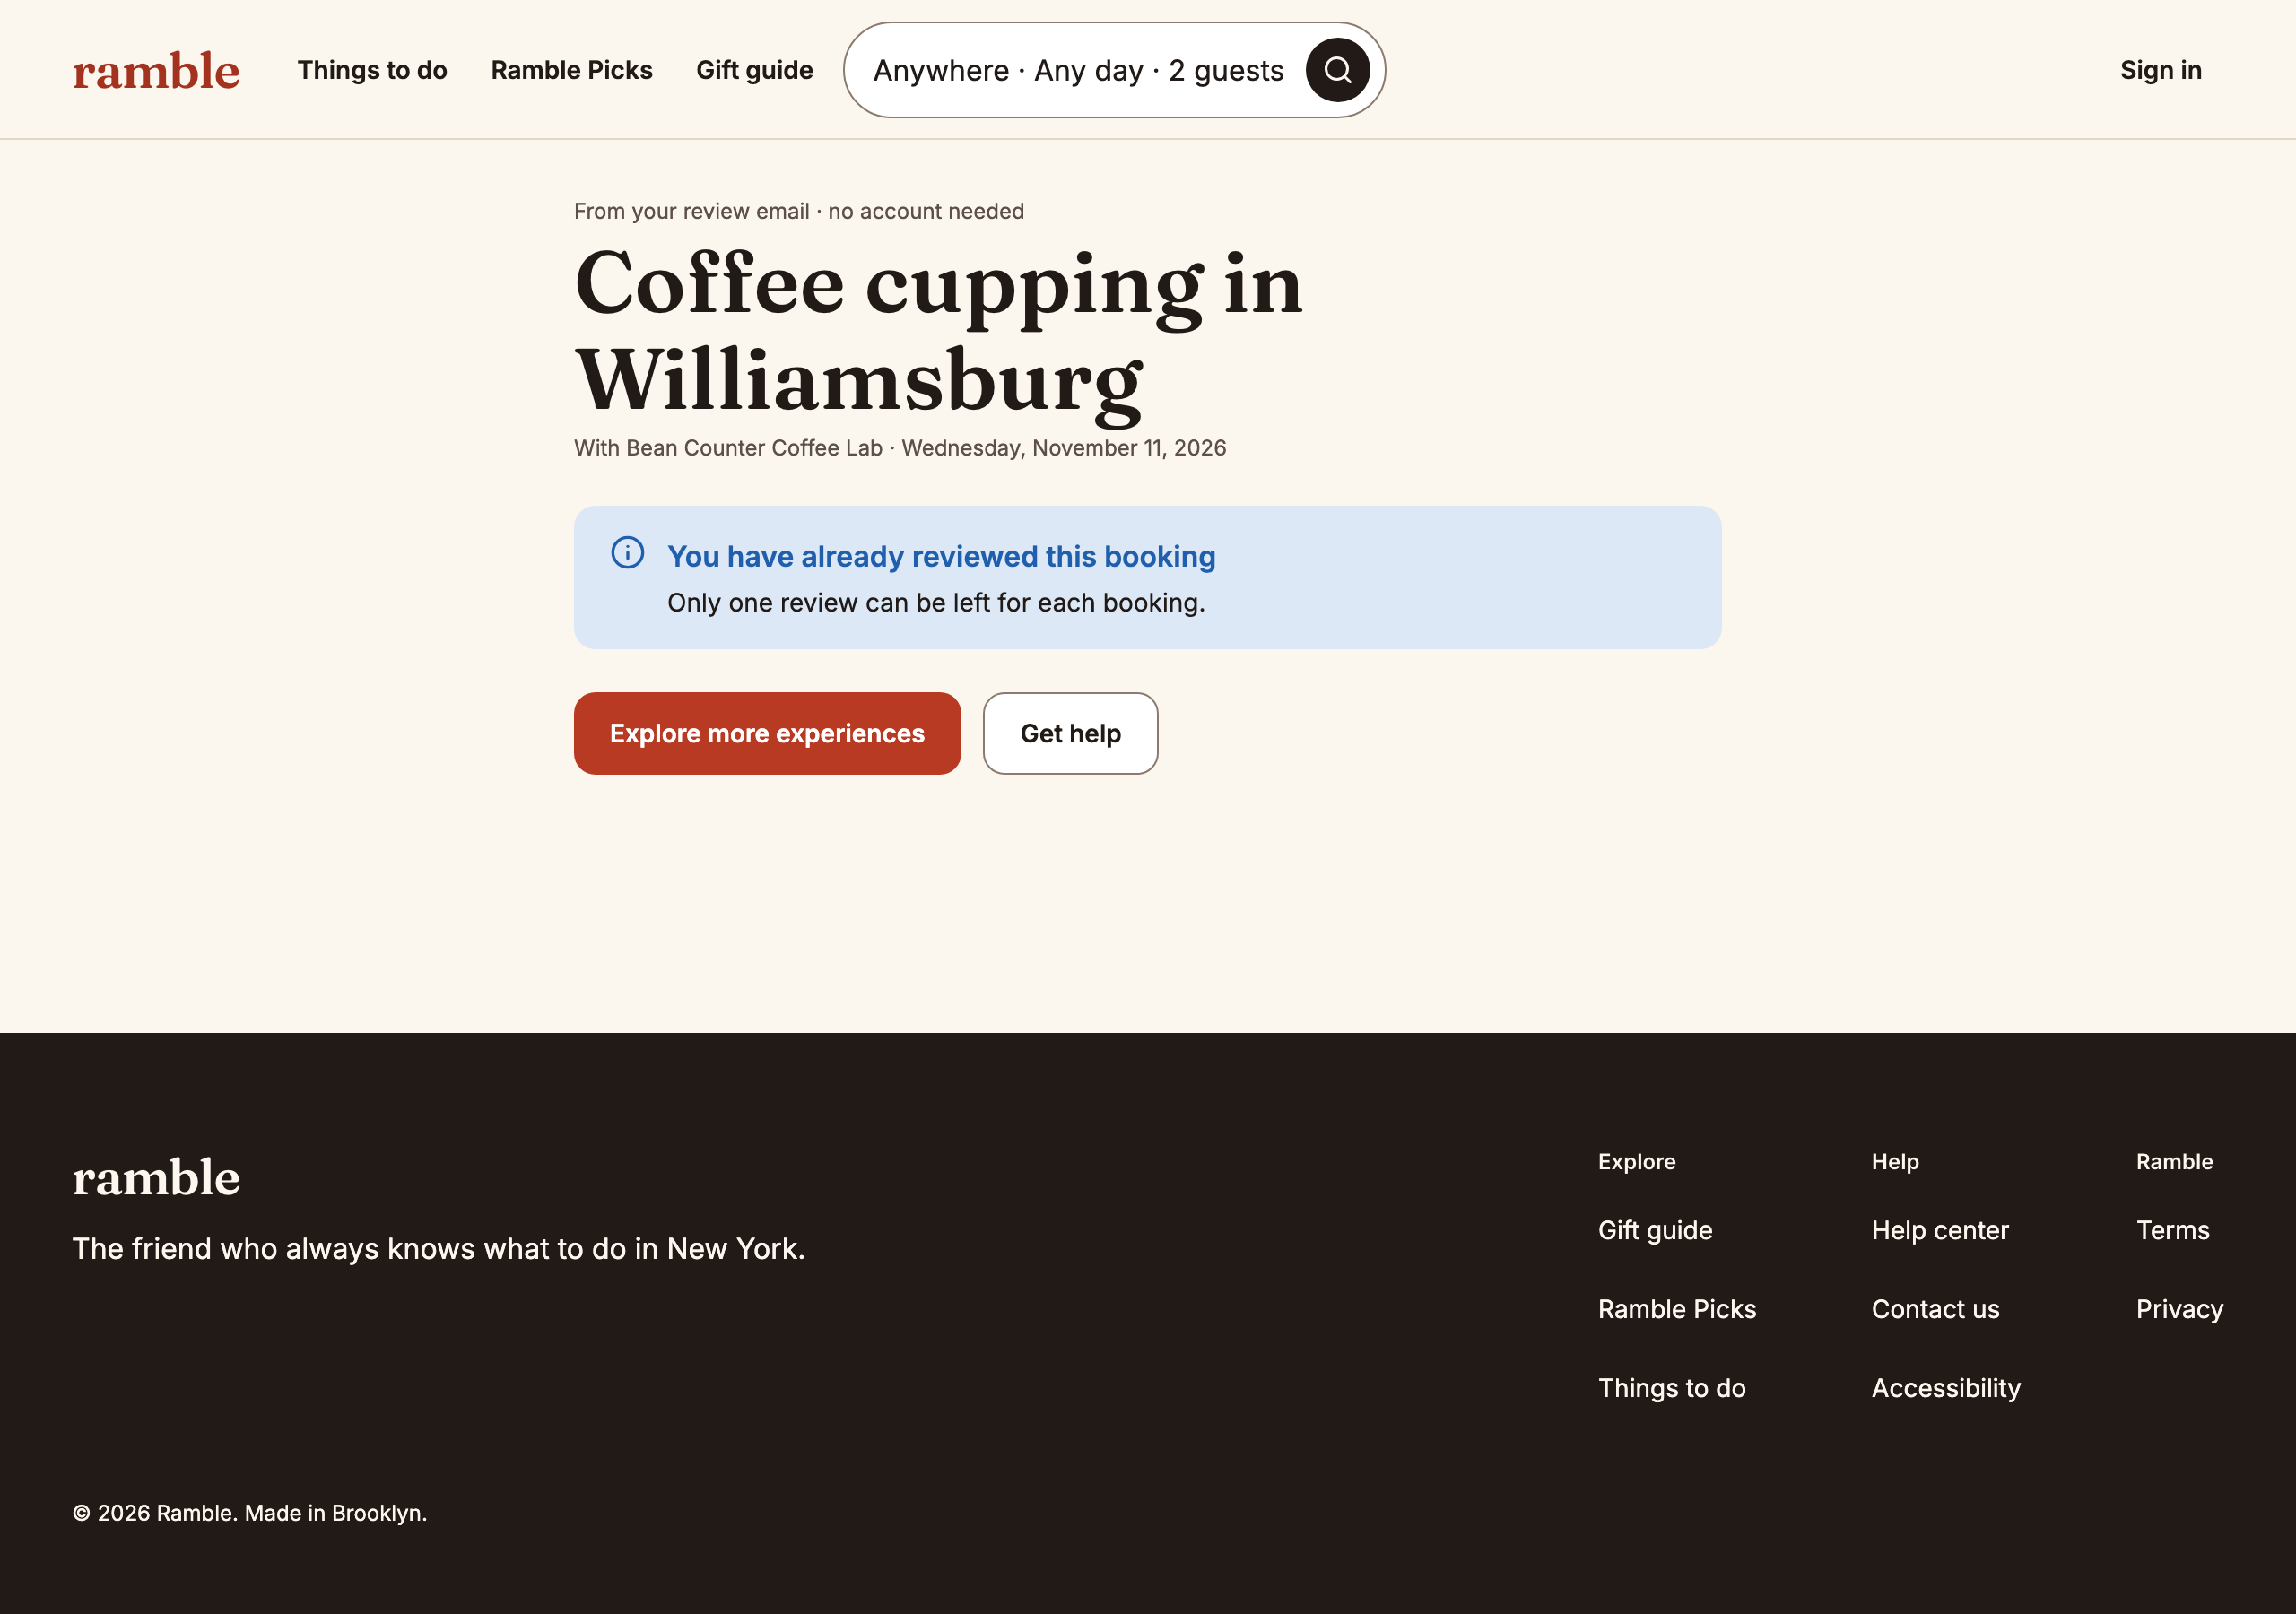 ramble
Things to do
Ramble Picks
Gift guide
Anywhere · Any day · 2 guests
Sign in
From your review email · no account needed
Coffee cupping in
Williamsburg
With Bean Counter Coffee Lab · Wednesday, November 11, 2026
You have already reviewed this booking
Only one review can be left for each booking.
Explore more experiences
Get help
ramble
The friend who always knows what to do in New York.
Explore
Gift guide
Ramble Picks
Things to do
Help
Help center
Contact us
Accessibility
Ramble
Terms
Privacy
© 2026 Ramble. Made in Brooklyn.